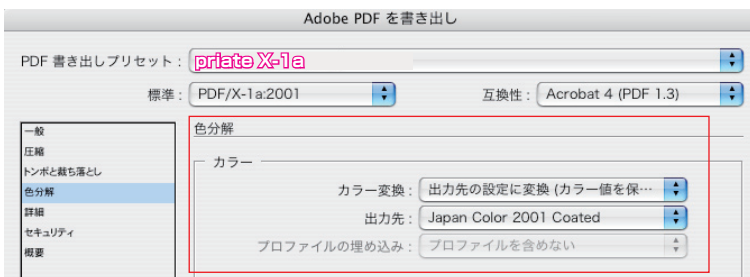 Adobe PDF を書き出し
PDF 書き出しプリセット : priate X-1a
標準 : PDF/X-1a:2001 互換性 : Acrobat 4 (PDF 1.3)
一般
圧縮
トンボと裁ち落とし
色分解
詳細
セキュリティ
概要
色分解
カラー
カラー変換 : 出力先の設定に変換 (カラー値を保…
出力先 : Japan Color 2001 Coated
プロファイルの埋め込み : プロファイルを含めない